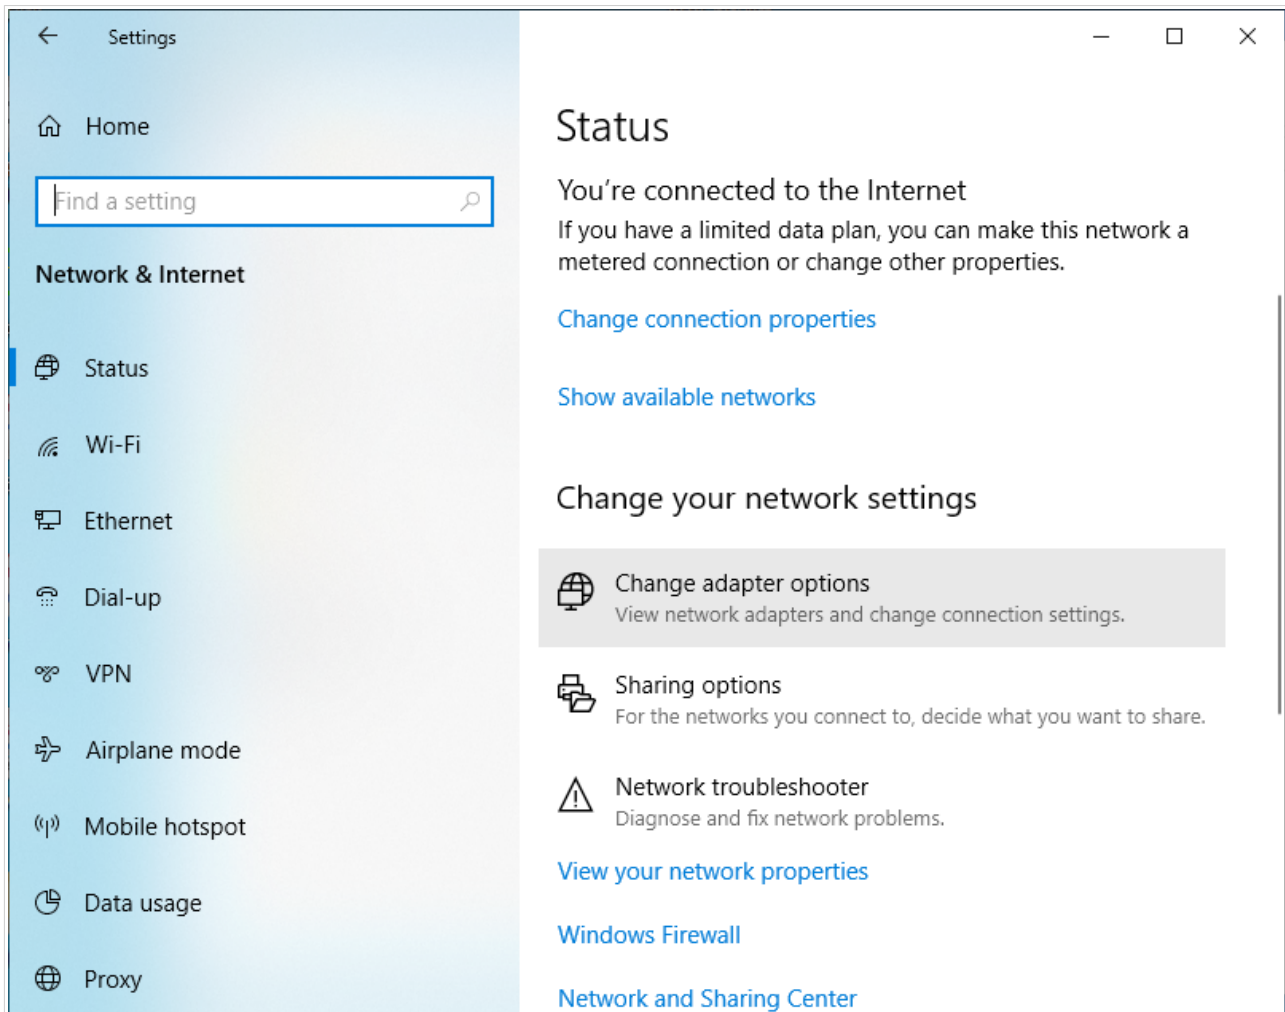 Settings
Home
Find a setting
Network & Internet
Status
Wi-Fi
Ethernet
Dial-up
VPN
Airplane mode
Mobile hotspot
Data usage
Proxy
Status
You're connected to the Internet
If you have a limited data plan, you can make this network a
metered connection or change other properties.
Change connection properties
Show available networks
Change your network settings
Change adapter options
View network adapters and change connection settings.
Sharing options
For the networks you connect to, decide what you want to share.
Network troubleshooter
Diagnose and fix network problems.
View your network properties
Windows Firewall
Network and Sharing Center